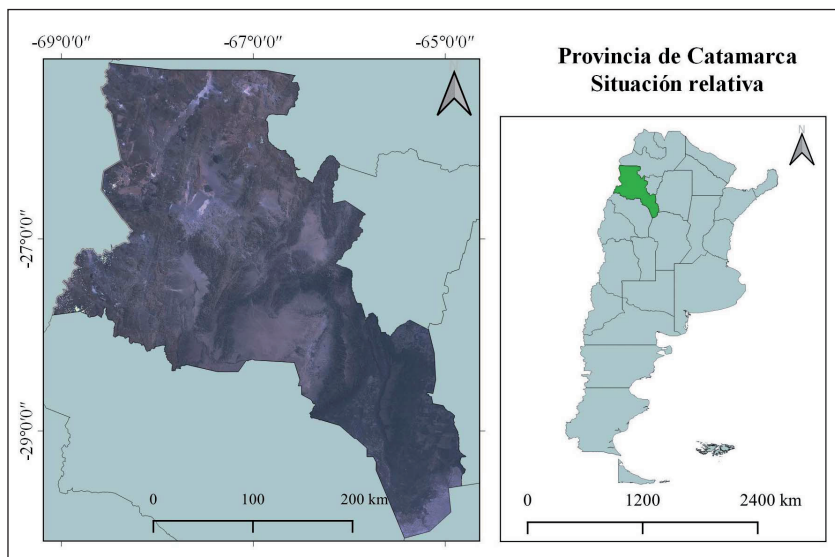 -69°0'0"
-67°0'0"
-65°0'0"
-27°0'0"
-29°0'0"
0
100
200 km
Provincia de Catamarca
Situación relativa
N
0
1200
2400 km